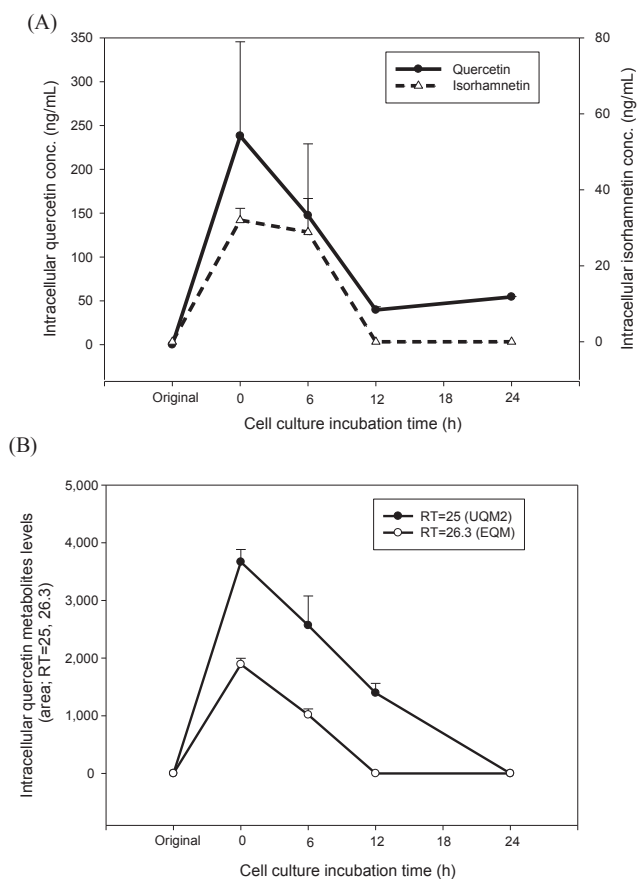 (A)
Intracellular quercetin conc. (ng/mL)
350
300
250
200
150
100
50
0
Quercetin
Isorhamnetin
80
60
40
20
0
Intracellular isorhamnetin conc. (ng/mL)
Original 0 6 12 18 24
Cell culture incubation time (h)
(B)
Intracellular quercetin metabolites levels
(area; RT=25, 26.3)
5,000
4,000
3,000
2,000
1,000
0
RT=25 (UQM2)
RT=26.3 (EQM)
Original 0 6 12 18 24
Cell culture incubation time (h)